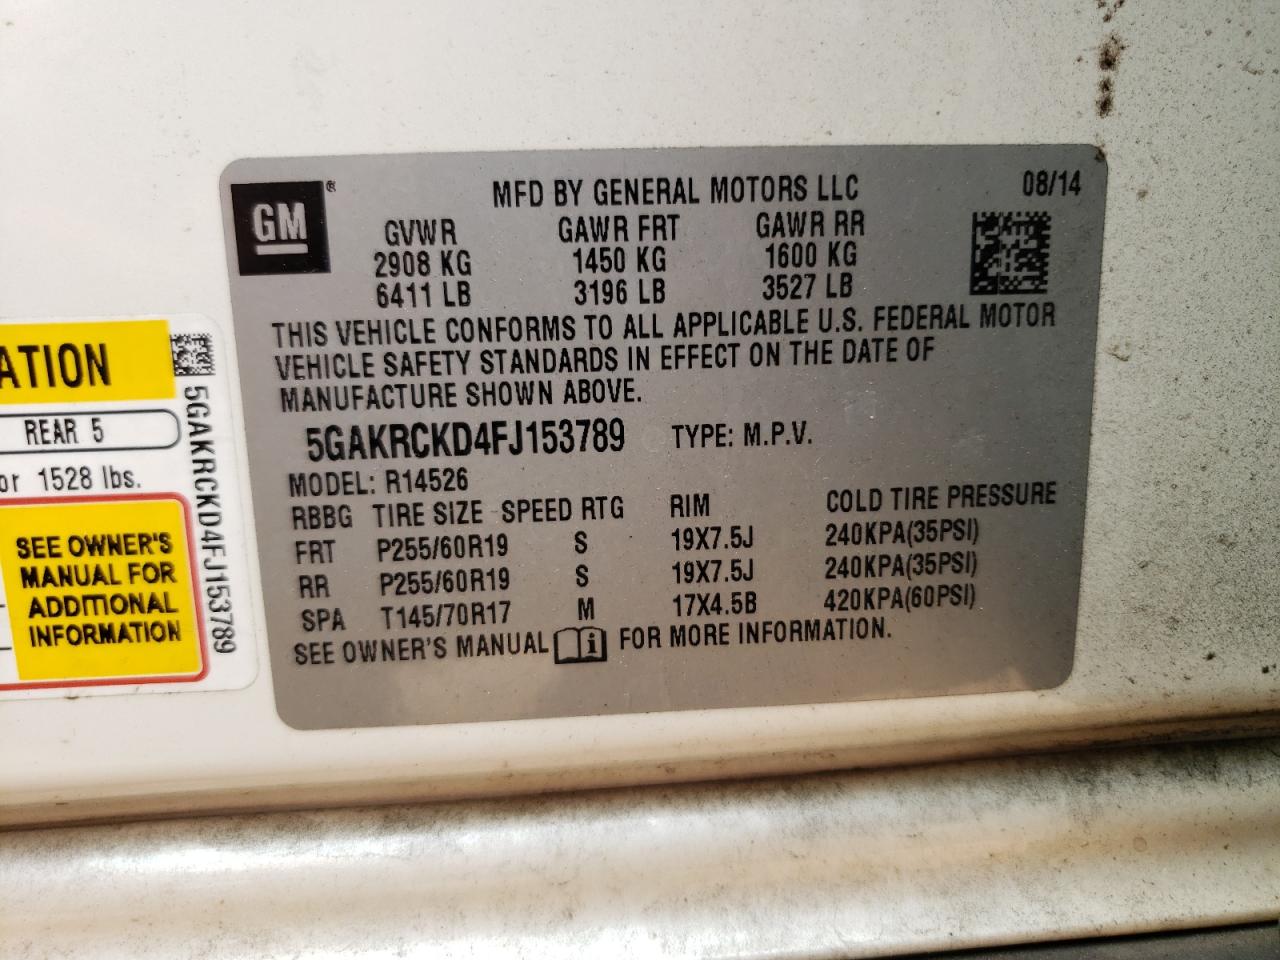 GM ®
MFD BY GENERAL MOTORS LLC 08/14
GVWR GAWR FRT GAWR RR
2908 KG 1450 KG 1600 KG
6411 LB 3196 LB 3527 LB
THIS VEHICLE CONFORMS TO ALL APPLICABLE U.S. FEDERAL MOTOR
VEHICLE SAFETY STANDARDS IN EFFECT ON THE DATE OF
MANUFACTURE SHOWN ABOVE.
5GAKRCKD4FJ153789 TYPE: M.P.V.
MODEL: R14526
RBBG TIRE SIZE SPEED RTG RIM COLD TIRE PRESSURE
FRT P255/60R19 S 19X7.5J 240KPA(35PSI)
RR P255/60R19 S 19X7.5J 240KPA(35PSI)
SPA T145/70R17 M 17X4.5B 420KPA(60PSI)
SEE OWNER'S MANUAL FOR MORE INFORMATION.
ATION
REAR 5
or 1528 lbs.
SEE OWNER'S
MANUAL FOR
ADDITIONAL
INFORMATION
5GAKRCKD4FJ153789